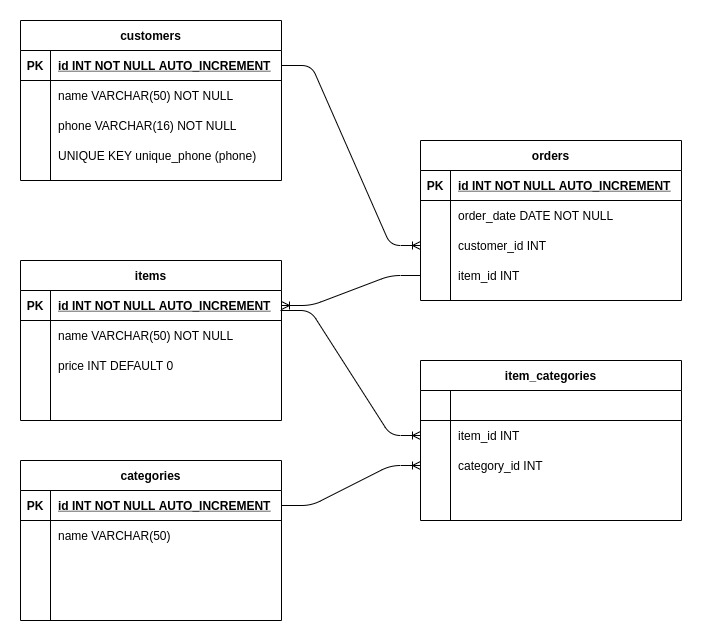 customers
PK id INT NOT NULL AUTO_INCREMENT
name VARCHAR(50) NOT NULL
phone VARCHAR(16) NOT NULL
UNIQUE KEY unique_phone (phone)
orders
PK id INT NOT NULL AUTO_INCREMENT
order_date DATE NOT NULL
customer_id INT
item_id INT
items
PK id INT NOT NULL AUTO_INCREMENT
name VARCHAR(50) NOT NULL
price INT DEFAULT 0
item_categories
item_id INT
category_id INT
categories
PK id INT NOT NULL AUTO_INCREMENT
name VARCHAR(50)